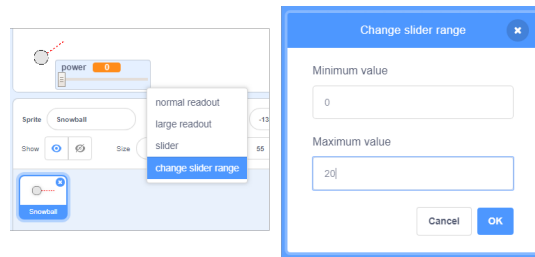 power 0
normal readout
large readout
slider
change slider range
Sprite Snowball -13
Show Size 55
Snowball
Change slider range
Minimum value
0
Maximum value
20
Cancel OK